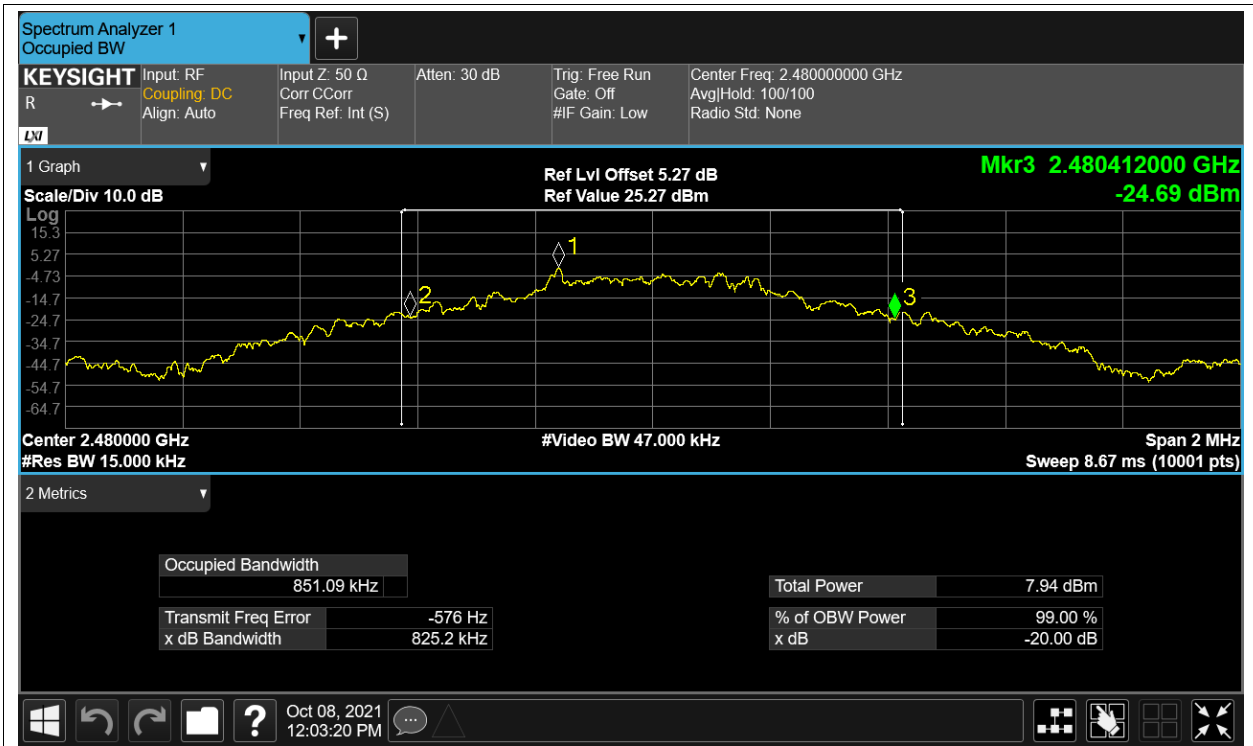 Spectrum Analyzer 1
Occupied BW
KEYSIGHT
R
LXI
Input: RF
Coupling: DC
Align: Auto
Input Z: 50 Ω
Corr CCorr
Freq Ref: Int (S)
Atten: 30 dB
Trig: Free Run
Gate: Off
#IF Gain: Low
Center Freq: 2.480000000 GHz
Avg|Hold: 100/100
Radio Std: None
1 Graph
Scale/Div 10.0 dB
Ref Lvl Offset 5.27 dB
Ref Value 25.27 dBm
Mkr3 2.480412000 GHz
-24.69 dBm
Log
15.3
5.27
-4.73
-14.7
-24.7
-34.7
-44.7
-54.7
-64.7
1
2
3
Center 2.480000 GHz
#Res BW 15.000 kHz
#Video BW 47.000 kHz
Span 2 MHz
Sweep 8.67 ms (10001 pts)
2 Metrics
Occupied Bandwidth
851.09 kHz
Transmit Freq Error -576 Hz
x dB Bandwidth 825.2 kHz
Total Power 7.94 dBm
% of OBW Power 99.00 %
x dB -20.00 dB
?
Oct 08, 2021
12:03:20 PM